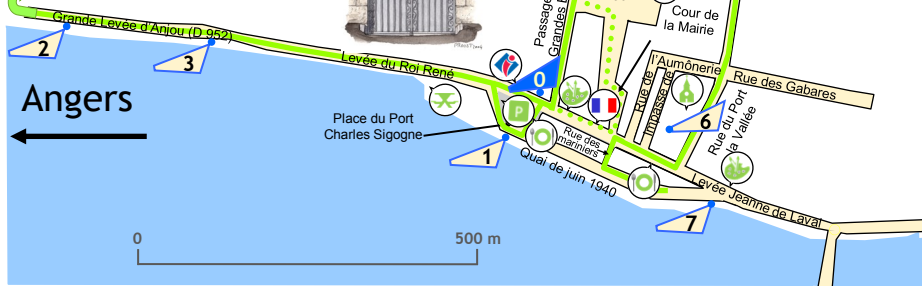 Grande Levée d'Anjou (D 952)
2
3
Angers
Levée du Roi René
Passage
Grandes E
0
Cour de
la Mairie
l'Aumônerie
Rue des Gabares
Rue de
Impasse de
6
Rue du Port
la Vallée
P
Place du Port
Charles Sigogne
1
Rue des
mariniers
Quai de juin 1940
Levée Jeanne de Laval
7
0
500 m